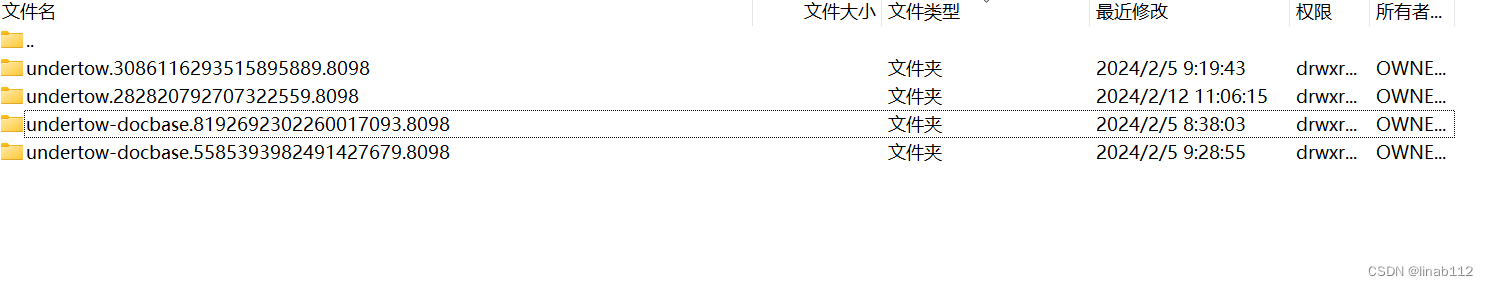 文件名 文件大小 文件类型 最近修改 权限 所有者...
..
undertow.3086116293515895889.8098 文件夹 2024/2/5 9:19:43 drwxr... OWNE...
undertow.282820792707322559.8098 文件夹 2024/2/12 11:06:15 drwxr... OWNE...
undertow-docbase.8192692302260017093.8098 文件夹 2024/2/5 8:38:03 drwxr... OWNE...
undertow-docbase.5585393982491427679.8098 文件夹 2024/2/5 9:28:55 drwxr... OWNE...
CSDN @linab112